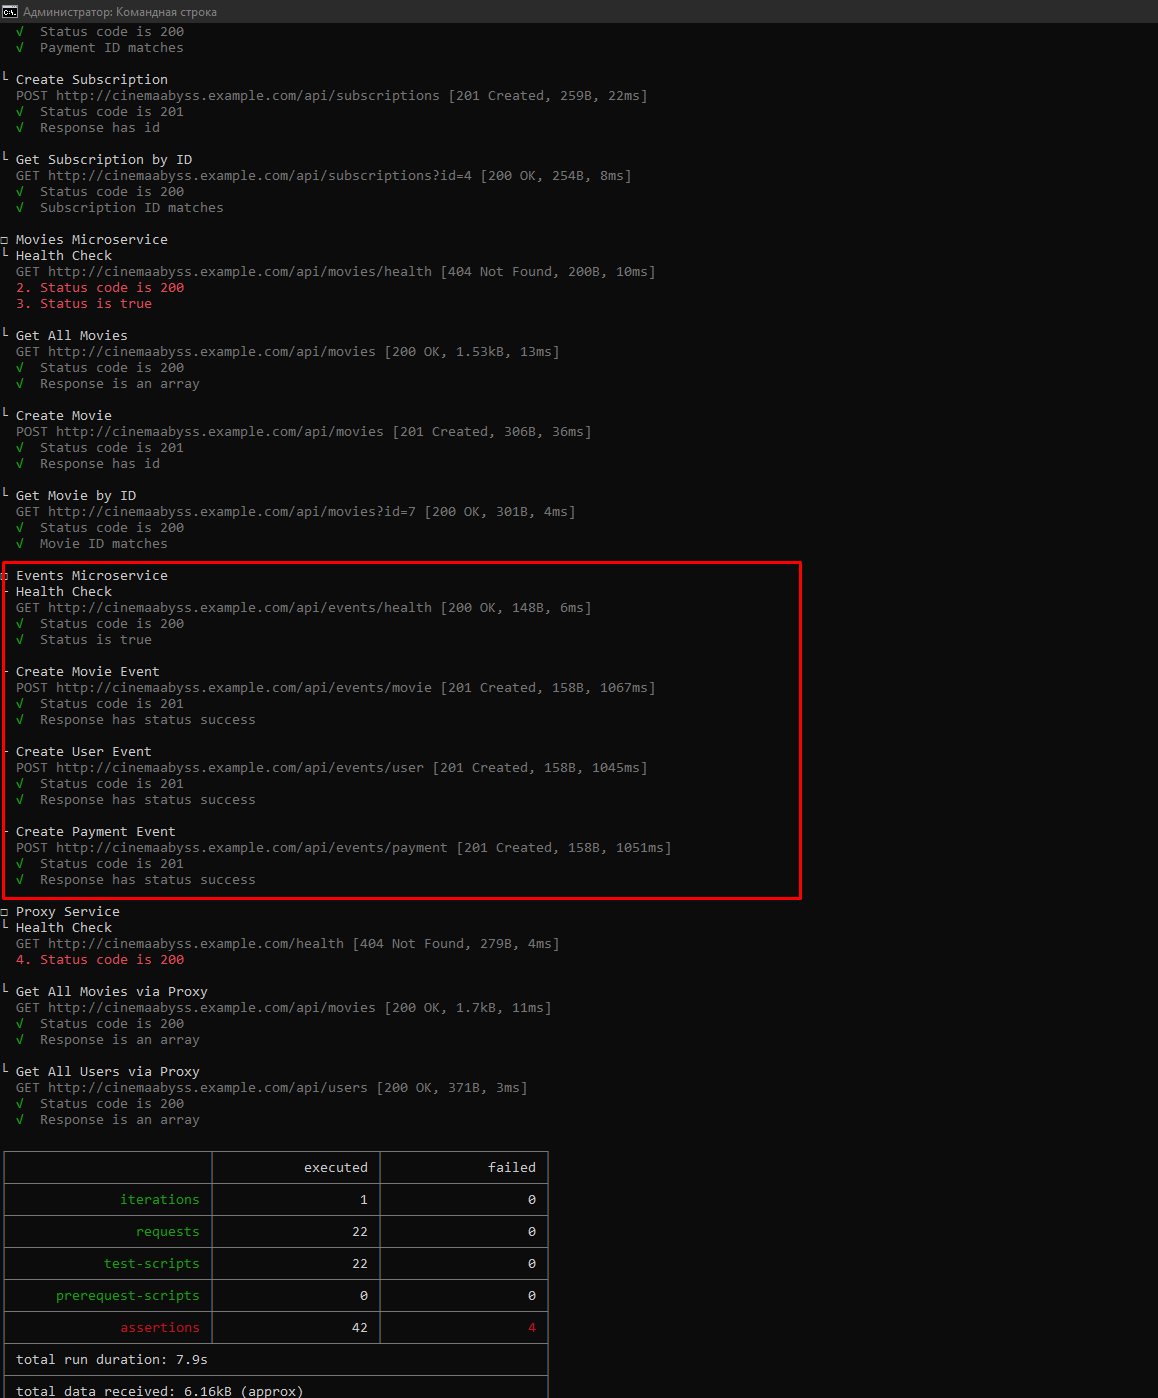 Администратор: Командная строка
√ Status code is 200
√ Payment ID matches
└ Create Subscription
POST http://cinemaabyss.example.com/api/subscriptions [201 Created, 259B, 22ms]
√ Status code is 201
√ Response has id
└ Get Subscription by ID
GET http://cinemaabyss.example.com/api/subscriptions?id=4 [200 OK, 254B, 8ms]
√ Status code is 200
√ Subscription ID matches
□ Movies Microservice
└ Health Check
GET http://cinemaabyss.example.com/api/movies/health [404 Not Found, 200B, 10ms]
2. Status code is 200
3. Status is true
└ Get All Movies
GET http://cinemaabyss.example.com/api/movies [200 OK, 1.53kB, 13ms]
√ Status code is 200
√ Response is an array
└ Create Movie
POST http://cinemaabyss.example.com/api/movies [201 Created, 306B, 36ms]
√ Status code is 201
√ Response has id
└ Get Movie by ID
GET http://cinemaabyss.example.com/api/movies?id=7 [200 OK, 301B, 4ms]
√ Status code is 200
√ Movie ID matches
□ Events Microservice
└ Health Check
GET http://cinemaabyss.example.com/api/events/health [200 OK, 148B, 6ms]
√ Status code is 200
√ Status is true
└ Create Movie Event
POST http://cinemaabyss.example.com/api/events/movie [201 Created, 158B, 1067ms]
√ Status code is 201
√ Response has status success
└ Create User Event
POST http://cinemaabyss.example.com/api/events/user [201 Created, 158B, 1045ms]
√ Status code is 201
√ Response has status success
└ Create Payment Event
POST http://cinemaabyss.example.com/api/events/payment [201 Created, 158B, 1051ms]
√ Status code is 201
√ Response has status success
□ Proxy Service
└ Health Check
GET http://cinemaabyss.example.com/health [404 Not Found, 279B, 4ms]
4. Status code is 200
└ Get All Movies via Proxy
GET http://cinemaabyss.example.com/api/movies [200 OK, 1.7kB, 11ms]
√ Status code is 200
√ Response is an array
└ Get All Users via Proxy
GET http://cinemaabyss.example.com/api/users [200 OK, 371B, 3ms]
√ Status code is 200
√ Response is an array
executed failed
iterations 1 0
requests 22 0
test-scripts 22 0
prerequest-scripts 0 0
assertions 42 4
total run duration: 7.9s
total data received: 6.16kB (approx)